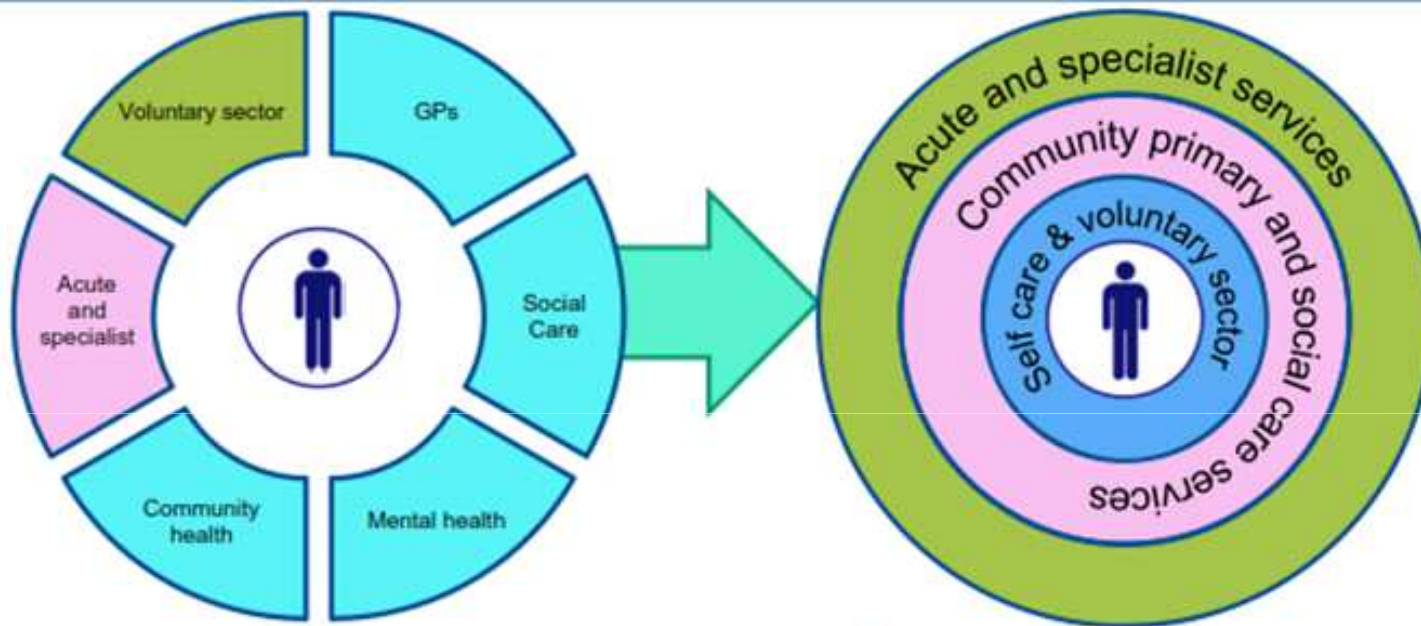 Voluntary sector
GPs
Acute
and
specialist
Social
Care
Community
health
Mental health
Acute and specialist services
Community primary and social care services
Self care & voluntary sector